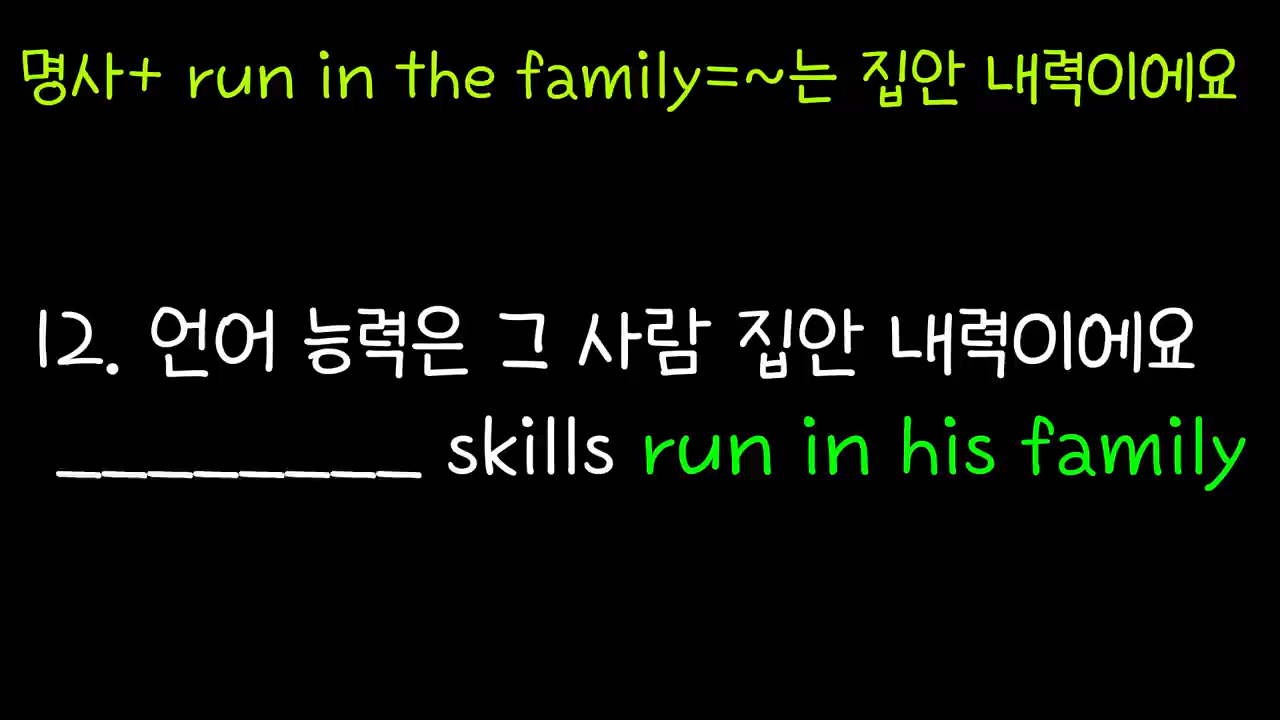 명사+ run in the family=~는 집안 내력이에요
12. 언어 능력은 그 사람 집안 내력이에요
________ skills run in his family